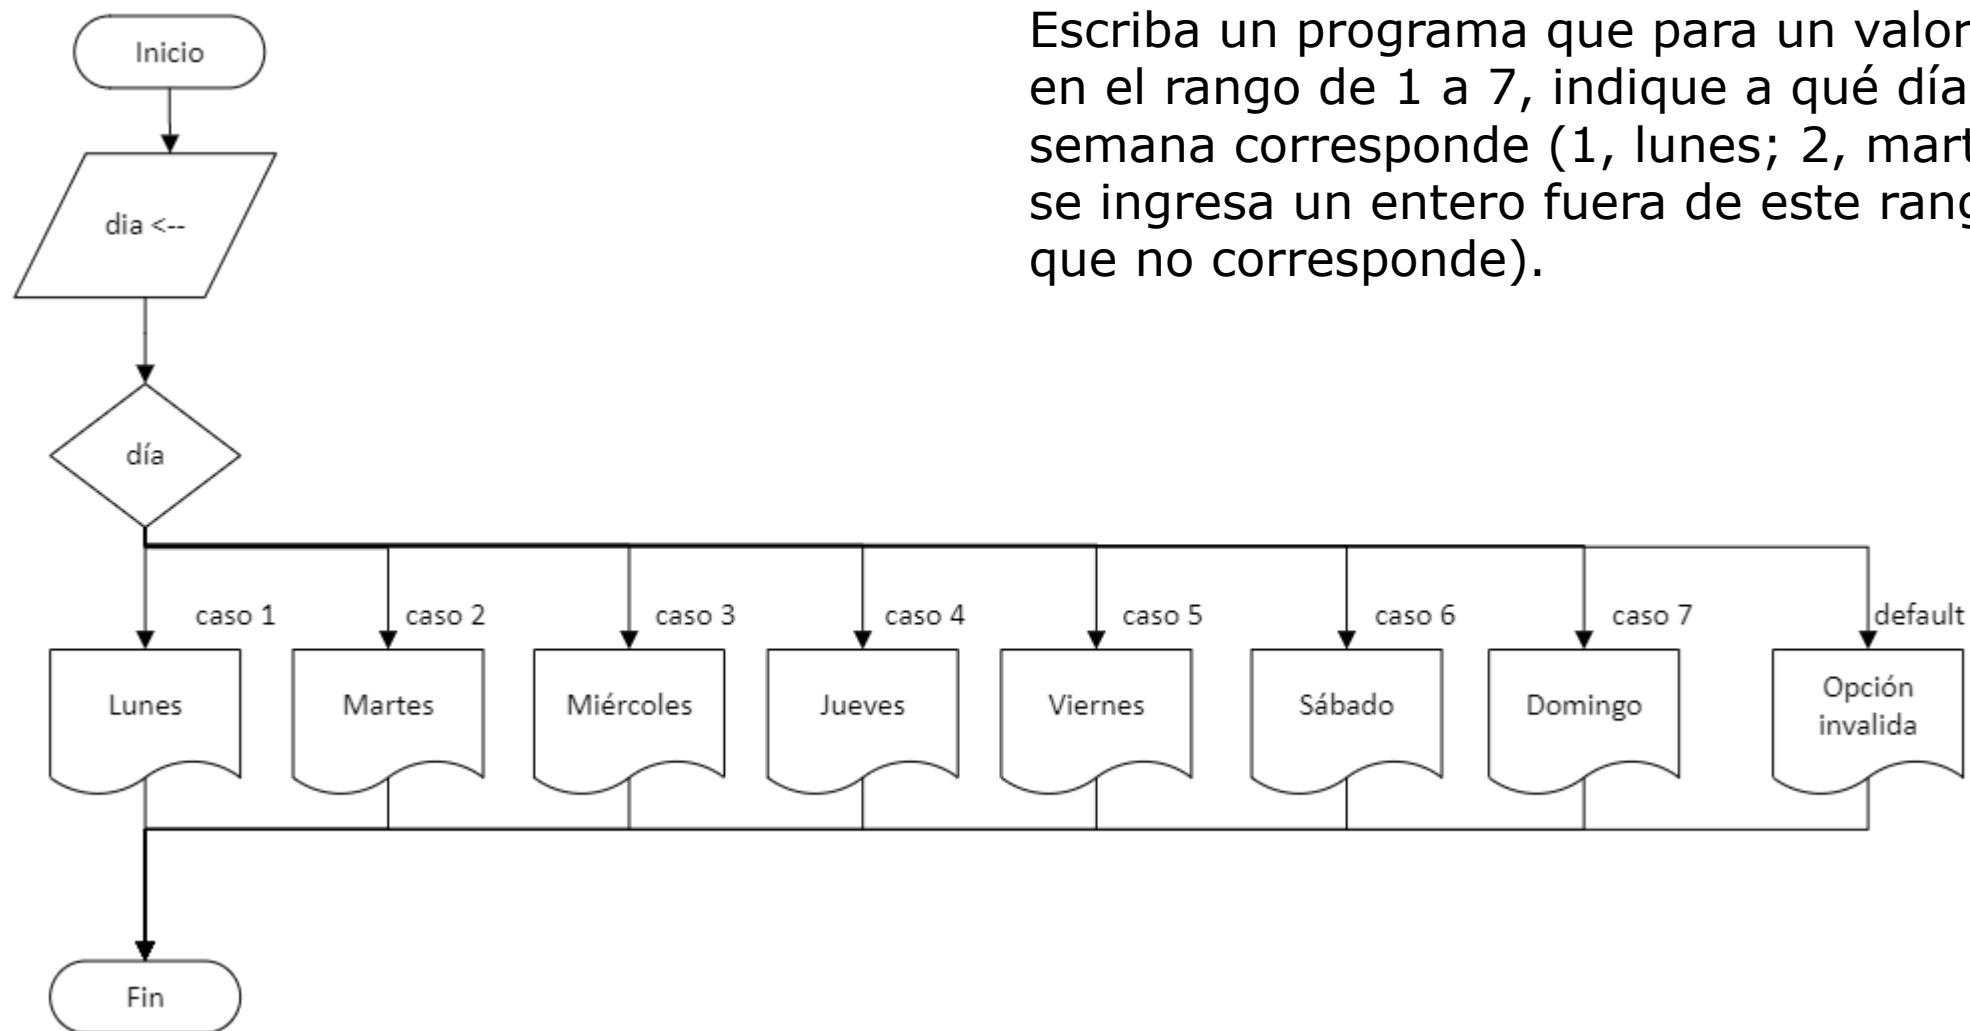 Inicio
Escriba un programa que para un valor
en el rango de 1 a 7, indique a qué día
semana corresponde (1, lunes; 2,
se ingresa un entero fuera de este
que no corresponde).
dia <--
día
caso 1
caso 2
caso 3
caso 4
caso 5
caso 6
caso 7
default
Lunes
Martes
Miércoles
Jueves
Viernes
Sábado
Domingo
Opción
invalida
Fin